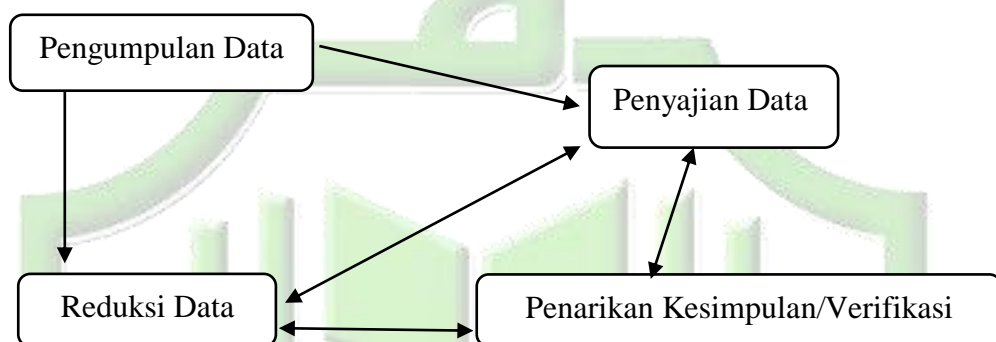 Pengumpulan Data
Penyajian Data
Reduksi Data
Penarikan Kesimpulan/Verifikasi